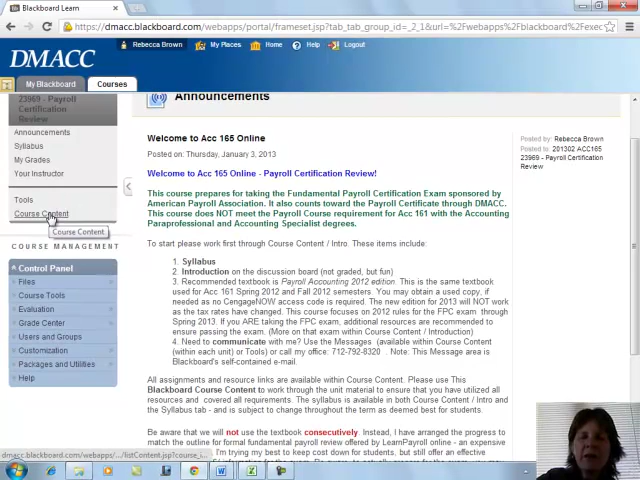 Blackboard Learn
https://dmacc.blackboard.com/webapps/portal/frameset.jsp?tab_tab_group_id=_2_1&url=%2Fwebapps%2Fblackboard%2Fexec
DMACC
Rebecca Brown My Places Home Help Logout
My Blackboard Courses
23969 - Payroll
Certification
Review
Announcements
Syllabus
My Grades
Your Instructor
Tools
Course Content
Course Content
COURSE MANAGEMENT
Control Panel
Files
Course Tools
Evaluation
Grade Center
Users and Groups
Customization
Packages and Utilities
Help
Announcements
Welcome to Acc 165 Online
Posted on: Thursday, January 3, 2013
Welcome to Acc 165 Online - Payroll Certification Review!
This course prepares for taking the Fundamental Payroll Certification Exam sponsored by
American Payroll Association. It also counts toward the Payroll Certificate through DMACC.
This course does NOT meet the Payroll Course requirement for Acc 161 with the Accounting
Paraprofessional and Accounting Specialist degrees.
To start please work first through Course Content / Intro. These items include:
1. Syllabus
2. Introduction on the discussion board (not graded, but fun)
3. Recommended textbook is Payroll Accounting 2012 edition. This is the same textbook
used for Acc 161 Spring 2012 and Fall 2012 semesters. You may obtain a used copy, if
needed as no CengageNOW access code is required. The new edition for 2013 will NOT work
as the tax rates have changed. This course focuses on 2012 rules for the FPC exam through
Spring 2013. If you ARE taking the FPC exam, additional resources are recommended to
ensure passing the exam. (More on that exam within Course Content / Introduction)
4. Need to communicate with me? Use the Messages (available within Course Content
(within each unit) or Tools) or call my office: 712-792-8320 . Note: This Message area is
Blackboard's self-contained e-mail.
All assignments and resource links are available within Course Content. Please use This
Blackboard Course Content to work through the unit material to ensure that you have utilized all
resources and covered all requirements. The syllabus is available in both Course Content / Intro and
the Syllabus tab - and is subject to change throughout the term as deemed best for students.
Be aware that we will not use the textbook consecutively. Instead, I have arranged the progress to
match the outline for formal fundamental payroll review offered by LearnPayroll online - an expensive
I'm trying my best to keep cost down for students, but still offer an effective
Posted by: Rebecca Brown
Posted to: 201302 ACC165
23969 - Payroll Certification
Review
dmacc.blackboard.com/webapps/.../listContent.jsp?course_i...